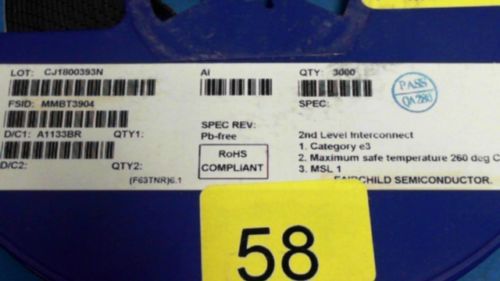 LOT: CJ1800393N AI QTY: 3000
FSID: MMBT3904 SPEC:
PASS
D/C1: A1133BR QTY1: SPEC REV:
Pb-free 2nd Level Interconnect
RoHS COMPLIANT
1. Category e3
2. Maximum safe temperature 260 deg C
D/C2: QTY2: 3. MSL 1
(F63TNR)6.1 FAIRCHILD SEMICONDUCTOR.
58